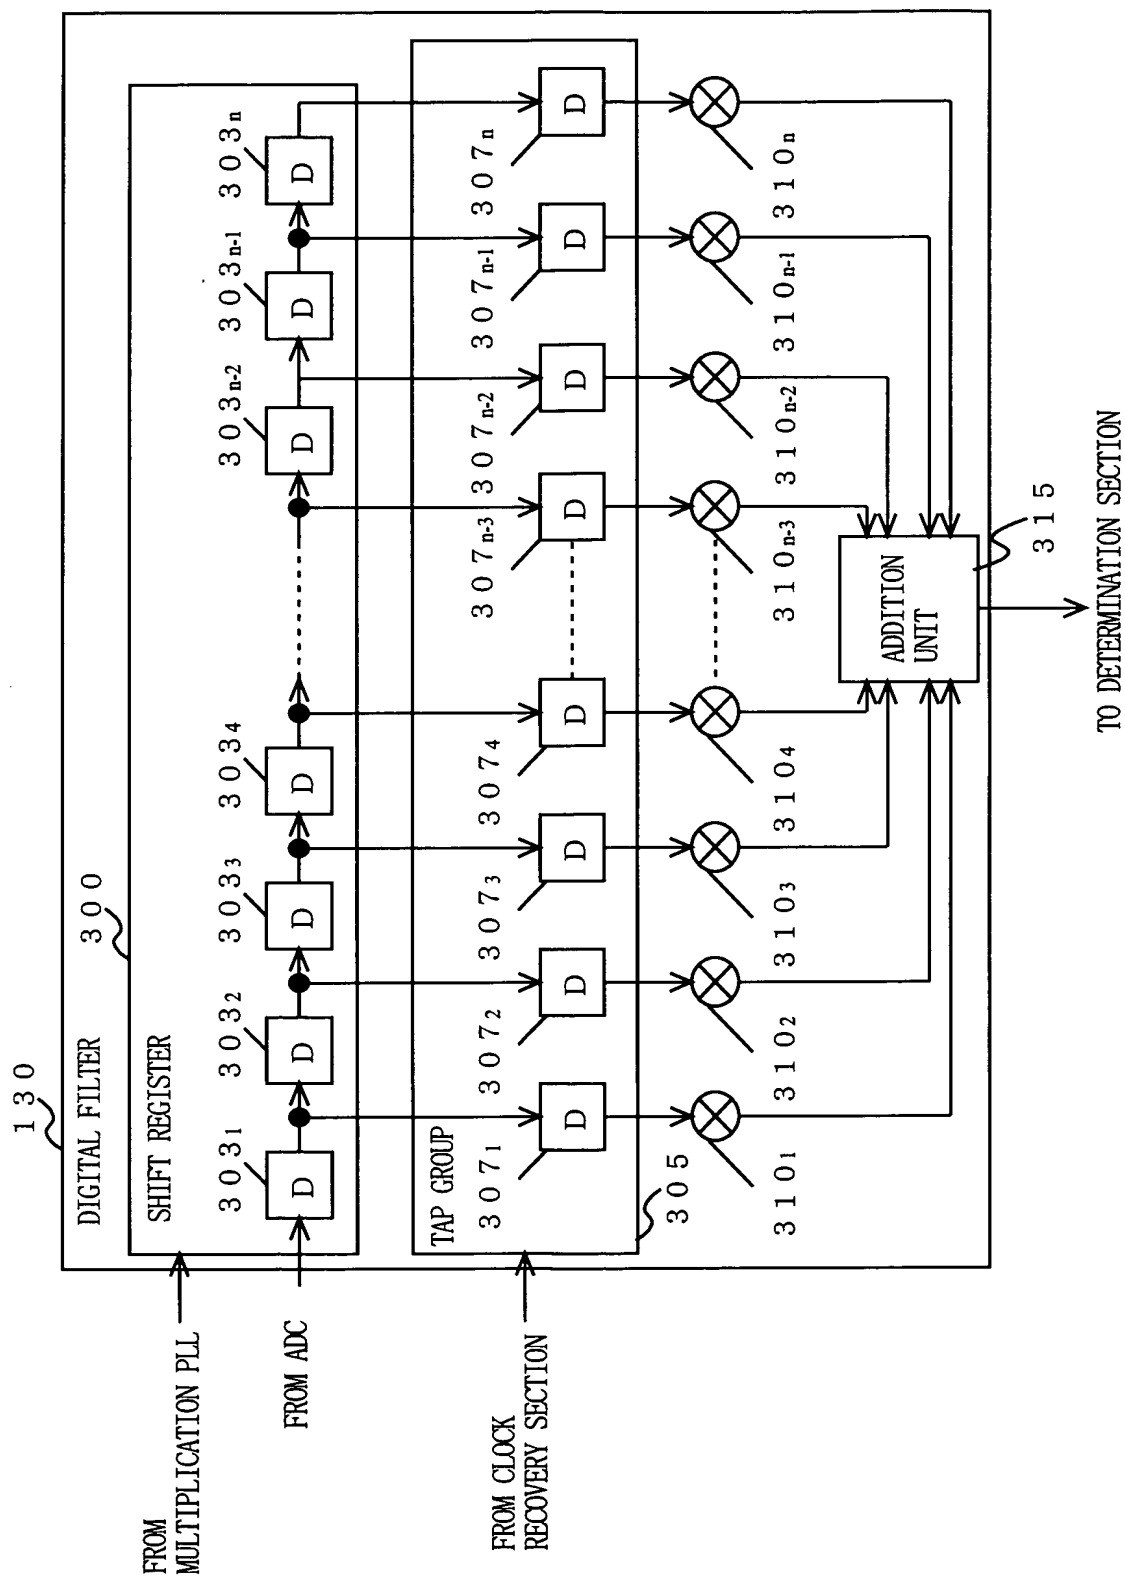 130
DIGITAL FILTER
300
SHIFT REGISTER
303₁
303₂
303₃
303₄
303n-2
303n-1
303n
D
D
D
D
D
D
D
FROM
MULTIPLICATION PLL
FROM ADC
TAP GROUP
307₁
307₂
307₃
307₄
307n-3
307n-2
307n-1
307n
D
D
D
D
D
D
D
D
FROM CLOCK
RECOVERY SECTION
305
310₁
310₂
310₃
310₄
310n-3
310n-2
310n-1
310n
ADDITION
UNIT
315
TO DETERMINATION SECTION